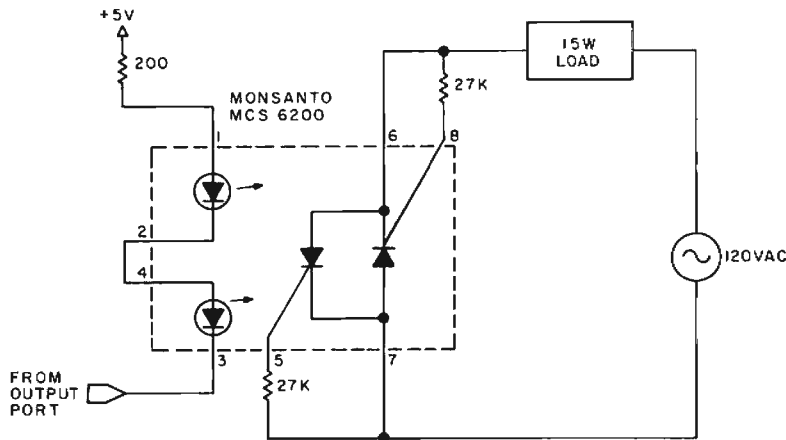 +5V
200
MONSANTO
MCS 6200
1
6
8
27K
15W
LOAD
2
4
120VAC
3
5
7
27K
FROM
OUTPUT
PORT